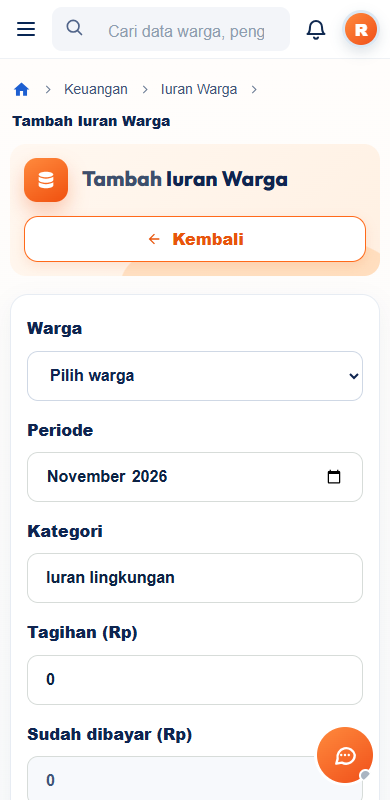 Cari data warga, peng
R
Keuangan
Iuran Warga
Tambah Iuran Warga
Tambah Iuran Warga
Kembali
Warga
Pilih warga
Periode
November 2026
Kategori
Iuran lingkungan
Tagihan (Rp)
0
Sudah dibayar (Rp)
0